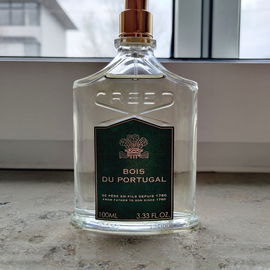 CREED
BOIS
DU PORTUGAL
DE PÈRE EN FILS DEPUIS 1760
FROM FATHER TO SON SINCE 1760
100ML 3.33 FL.OZ.